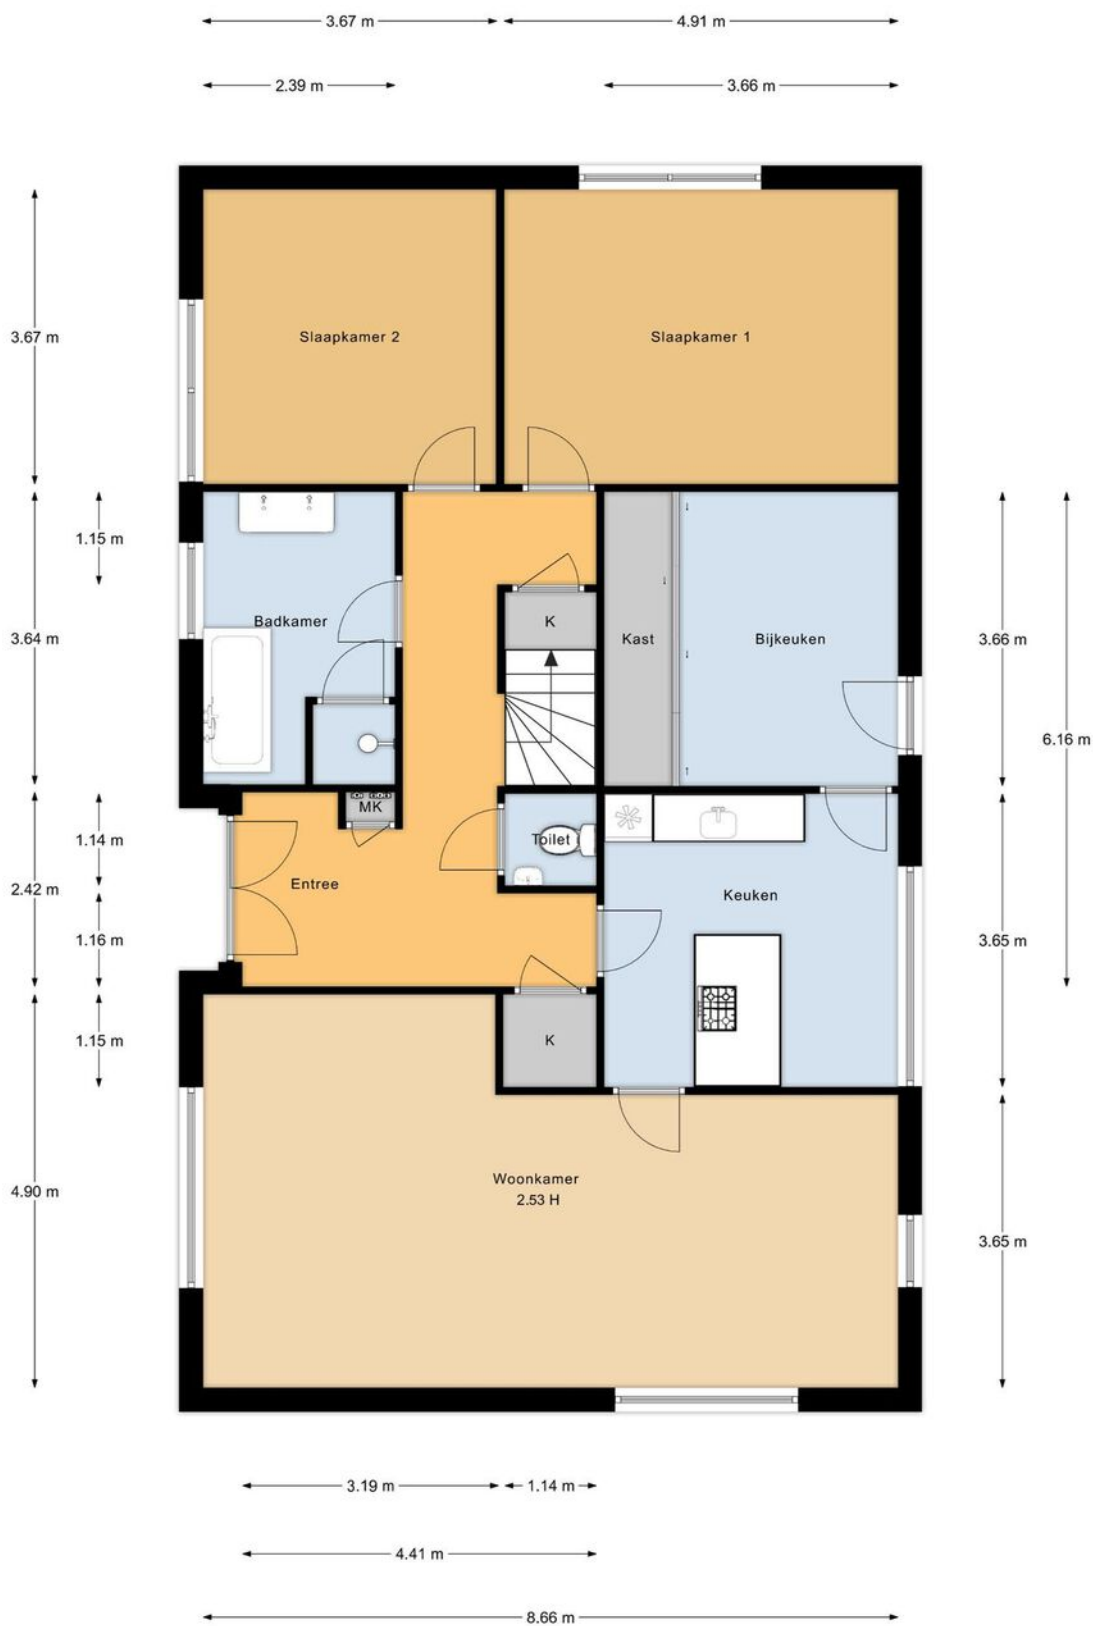 3.67 m
4.91 m
2.39 m
3.66 m
3.67 m
Slaapkamer 2
Slaapkamer 1
1.15 m
3.64 m
Badkamer
K
Kast
Bijkeuken
3.66 m
6.16 m
MK
1.14 m
Toilet
2.42 m
Entree
Keuken
1.16 m
3.65 m
1.15 m
K
4.90 m
Woonkamer
2.53 H
3.65 m
3.19 m
1.14 m
4.41 m
8.66 m